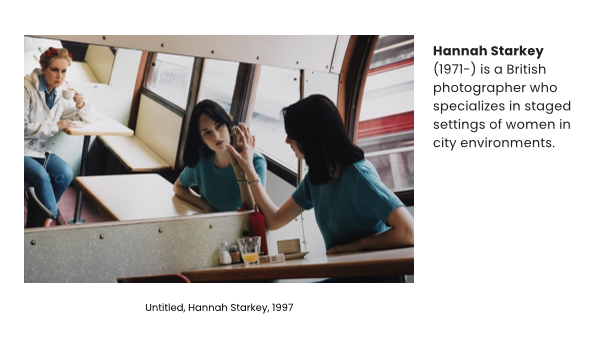 Hannah Starkey
(1971-) is a British
photographer who
specializes in staged
settings of women in
city environments.
Untitled, Hannah Starkey, 1997